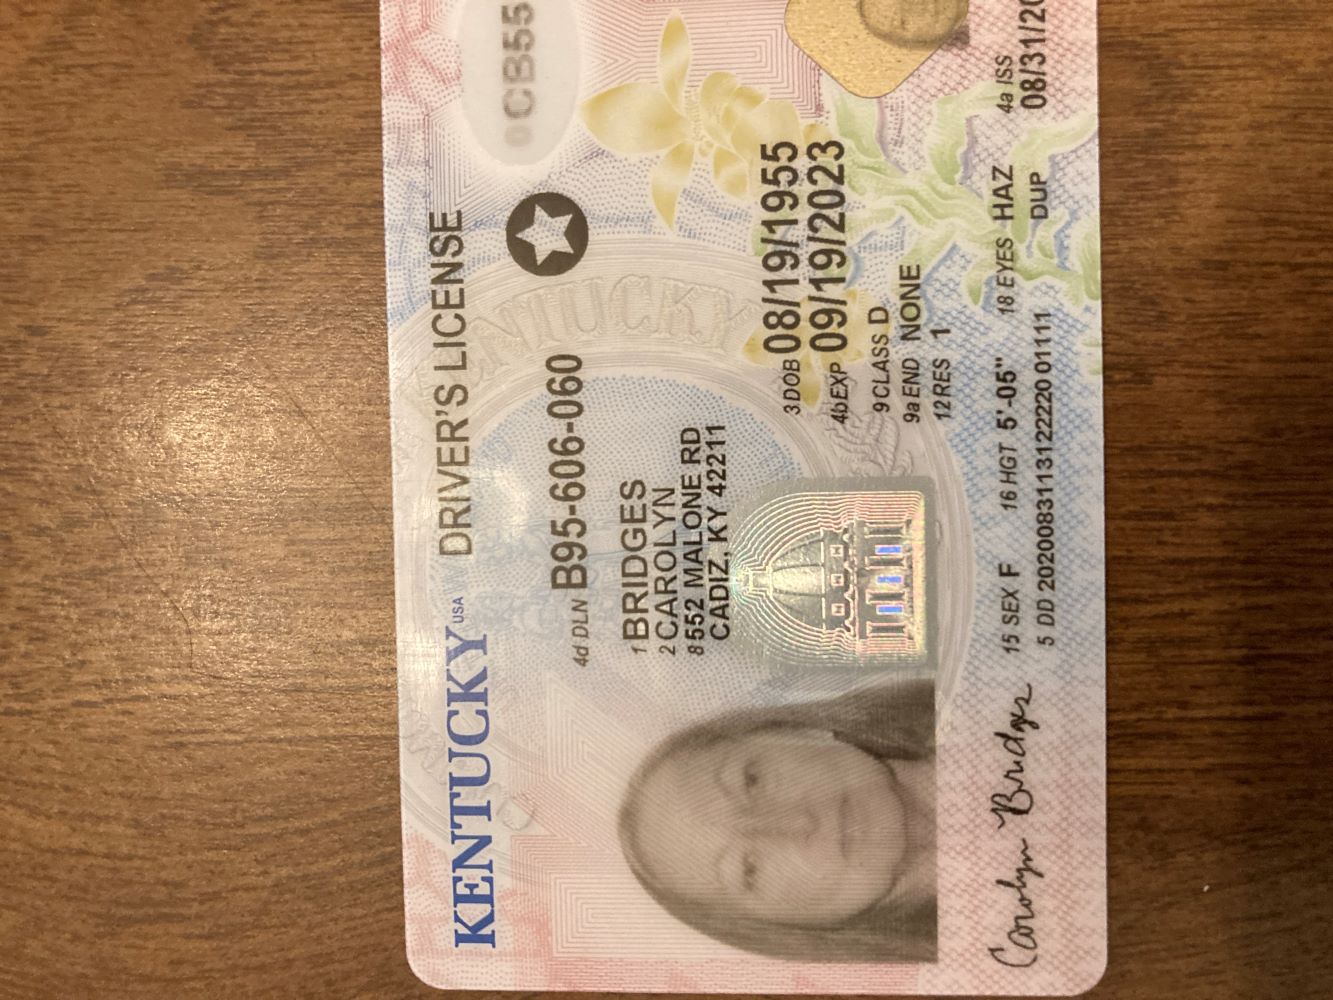 KENTUCKY USA DRIVER'S LICENSE
CB55
4d DLN B95-606-060
1 BRIDGES
2 CAROLYN
8 552 MALONE RD
CADIZ, KY 42211
3 DOB 08/19/1955
4b EXP 09/19/2023
9 CLASS D
9a END NONE
12 RES 1
Carolyn Bridges
15 SEX F 16 HGT 5'-05" 18 EYES HAZ 4a ISS
5 DD 2020083113122220 01111 DUP 08/31/20
KENTUCKY